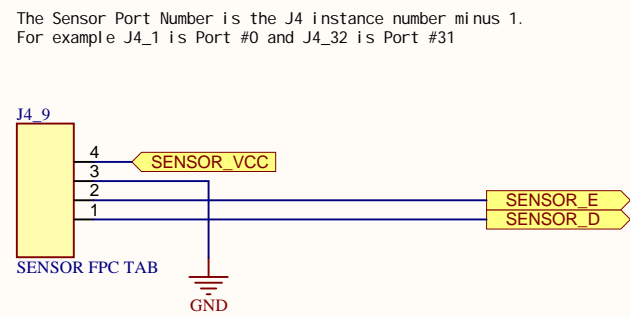 The Sensor Port Number is the J4 instance number minus 1.
For example J4_1 is Port #0 and J4_32 is Port #31
J4_9
4
SENSOR_VCC
3
2
SENSOR_E
1
SENSOR_D
SENSOR FPC TAB
GND